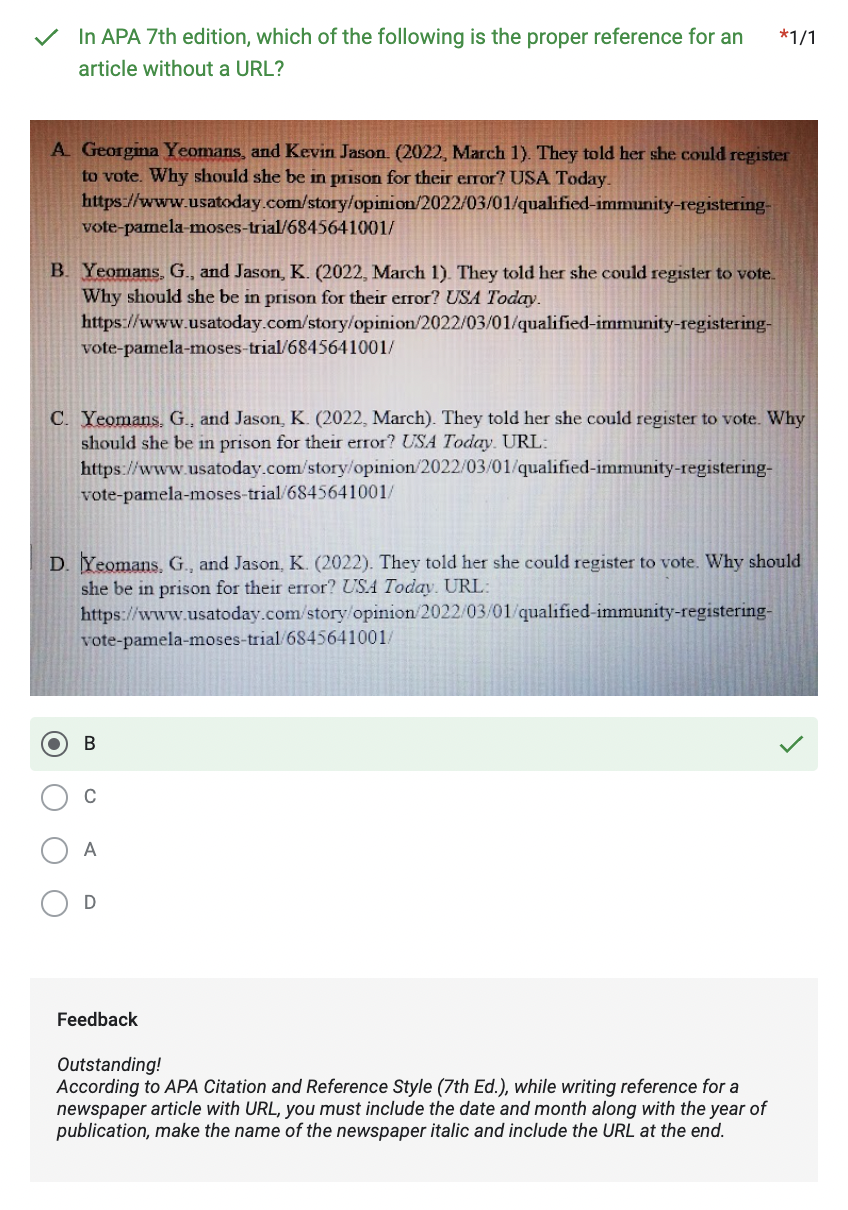 In APA 7th edition, which of the following is the proper reference for an *1/1
article without a URL?
A. Georgina Yeomans, and Kevin Jason. (2022, March 1). They told her she could register
to vote. Why should she be in prison for their error? USA Today.
https://www.usatoday.com/story/opinion/2022/03/01/qualified-immunity-registering-
vote-pamela-moses-trial/6845641001/
B. Yeomans, G., and Jason, K. (2022, March 1). They told her she could register to vote.
Why should she be in prison for their error? USA Today.
https://www.usatoday.com/story/opinion/2022/03/01/qualified-immunity-registering-
vote-pamela-moses-trial/6845641001/
C. Yeomans, G., and Jason, K. (2022, March). They told her she could register to vote. Why
should she be in prison for their error? USA Today. URL:
https://www.usatoday.com/story/opinion/2022/03/01/qualified-immunity-registering-
vote-pamela-moses-trial/6845641001/
D. Yeomans, G., and Jason, K. (2022). They told her she could register to vote. Why should
she be in prison for their error? USA Today. URL:
https://www.usatoday.com/story/opinion/2022/03/01/qualified-immunity-registering-
vote-pamela-moses-trial/6845641001/
B
C
A
D
Feedback
Outstanding!
According to APA Citation and Reference Style (7th Ed.), while writing reference for a
newspaper article with URL, you must include the date and month along with the year of
publication, make the name of the newspaper italic and include the URL at the end.